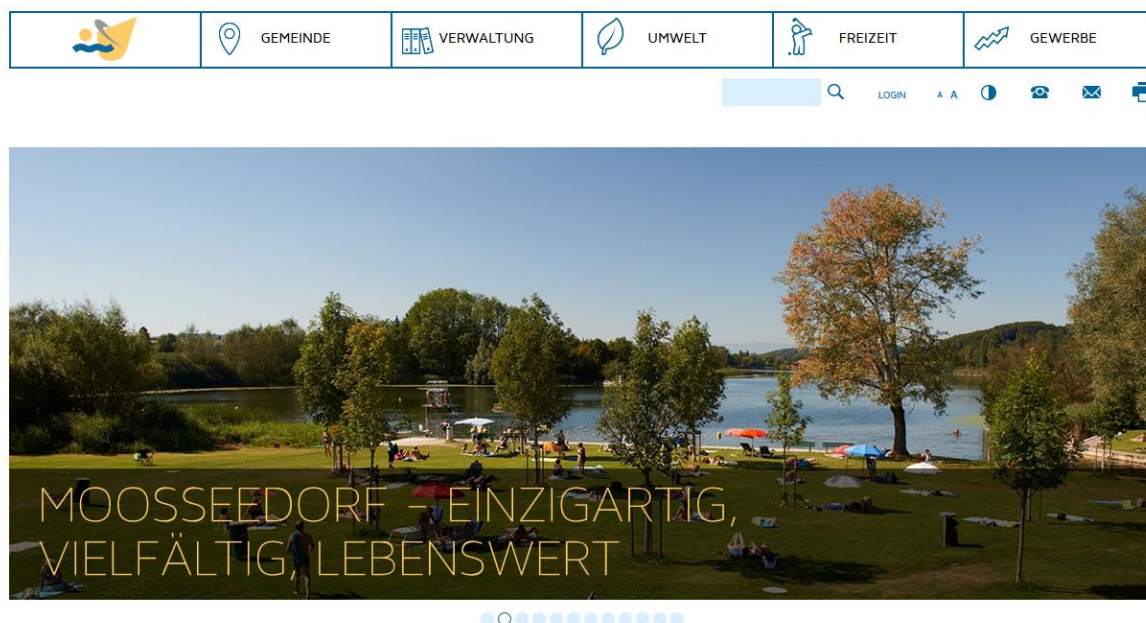 GEMEINDE
VERWALTUNG
UMWELT
FREIZEIT
GEWERBE
LOGIN
A A
MOOSSEEDORF – EINZIGARTIG,
VIELFÄLTIG, LEBENSWERT